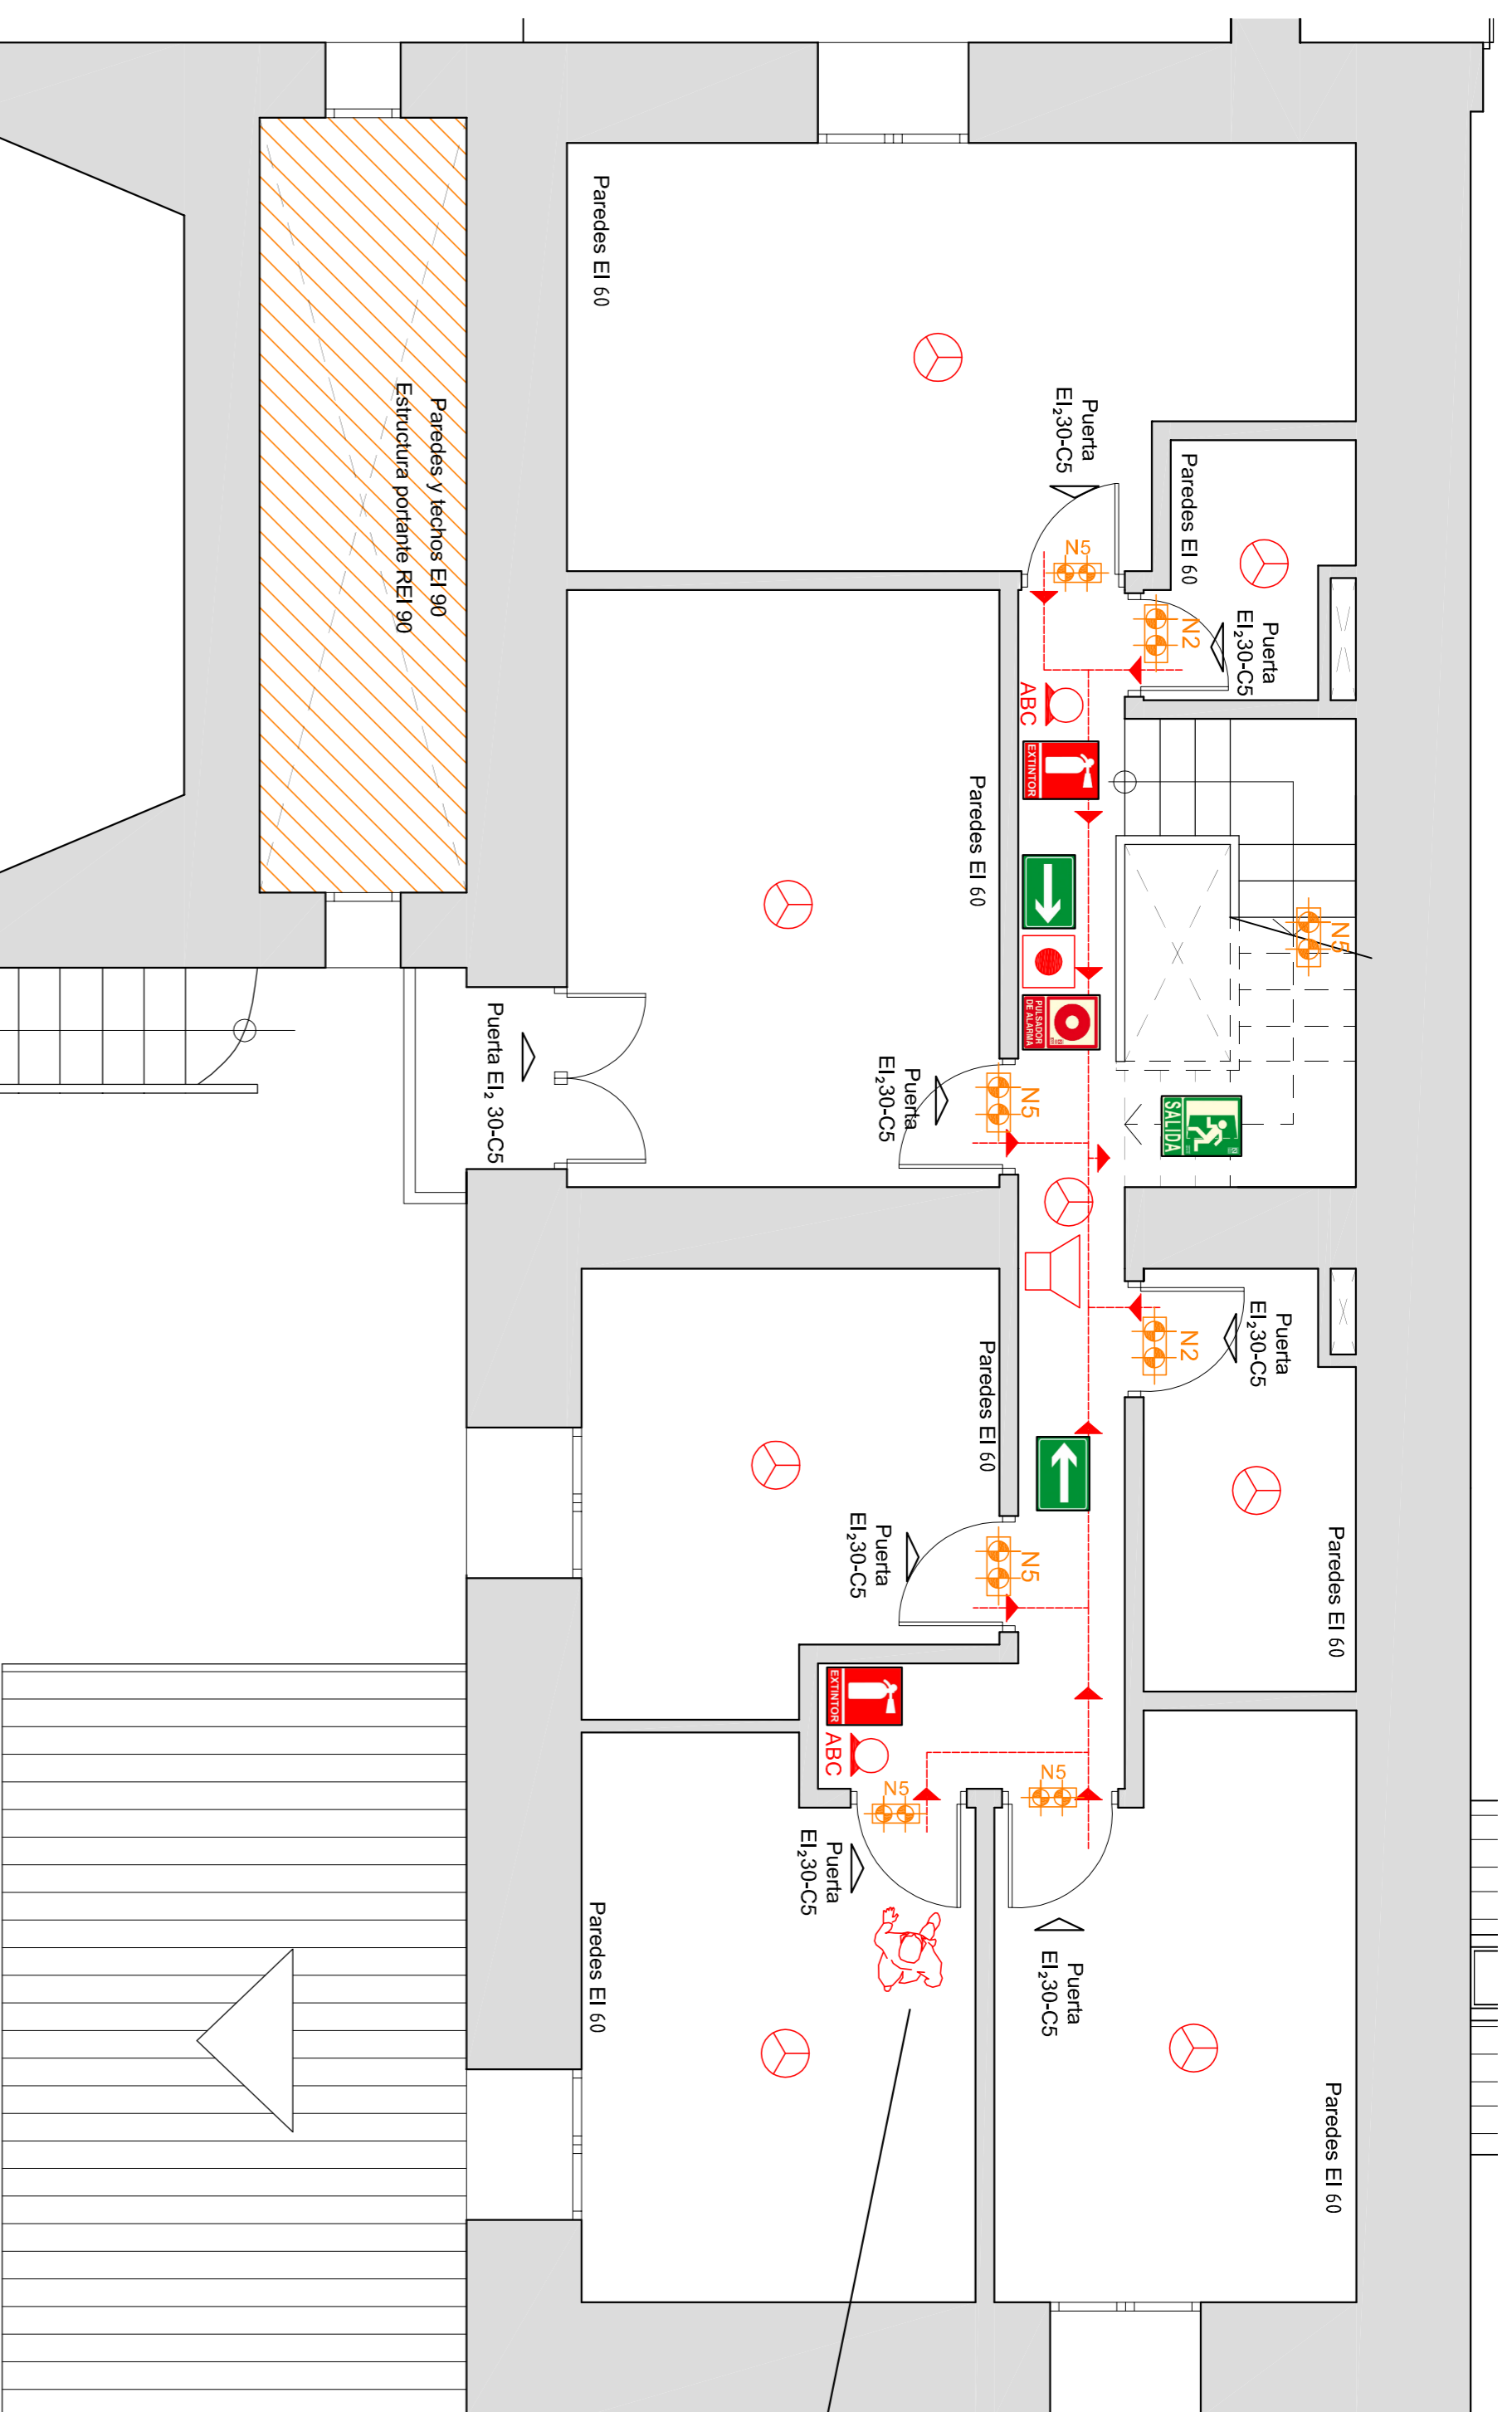 Paredes EI 60
Puerta
EI₂30-C5
Paredes EI 60
Paredes y techos EI 90
Estructura portante REI 90
N5
N2
Puerta
EI₂30-C5
ABC
EXTINTOR
Paredes EI 60
N5
PULSADOR
DE ALARMA
SALIDA
Puerta EI₂ 30-C5
Puerta
EI₂30-C5
N5
Puerta
EI₂30-C5
N2
Paredes EI 60
Puerta
EI₂30-C5
N5
Paredes EI 60
EXTINTOR
ABC
N5
N5
Puerta
EI₂30-C5
Puerta
EI₂30-C5
Paredes EI 60
Paredes EI 60